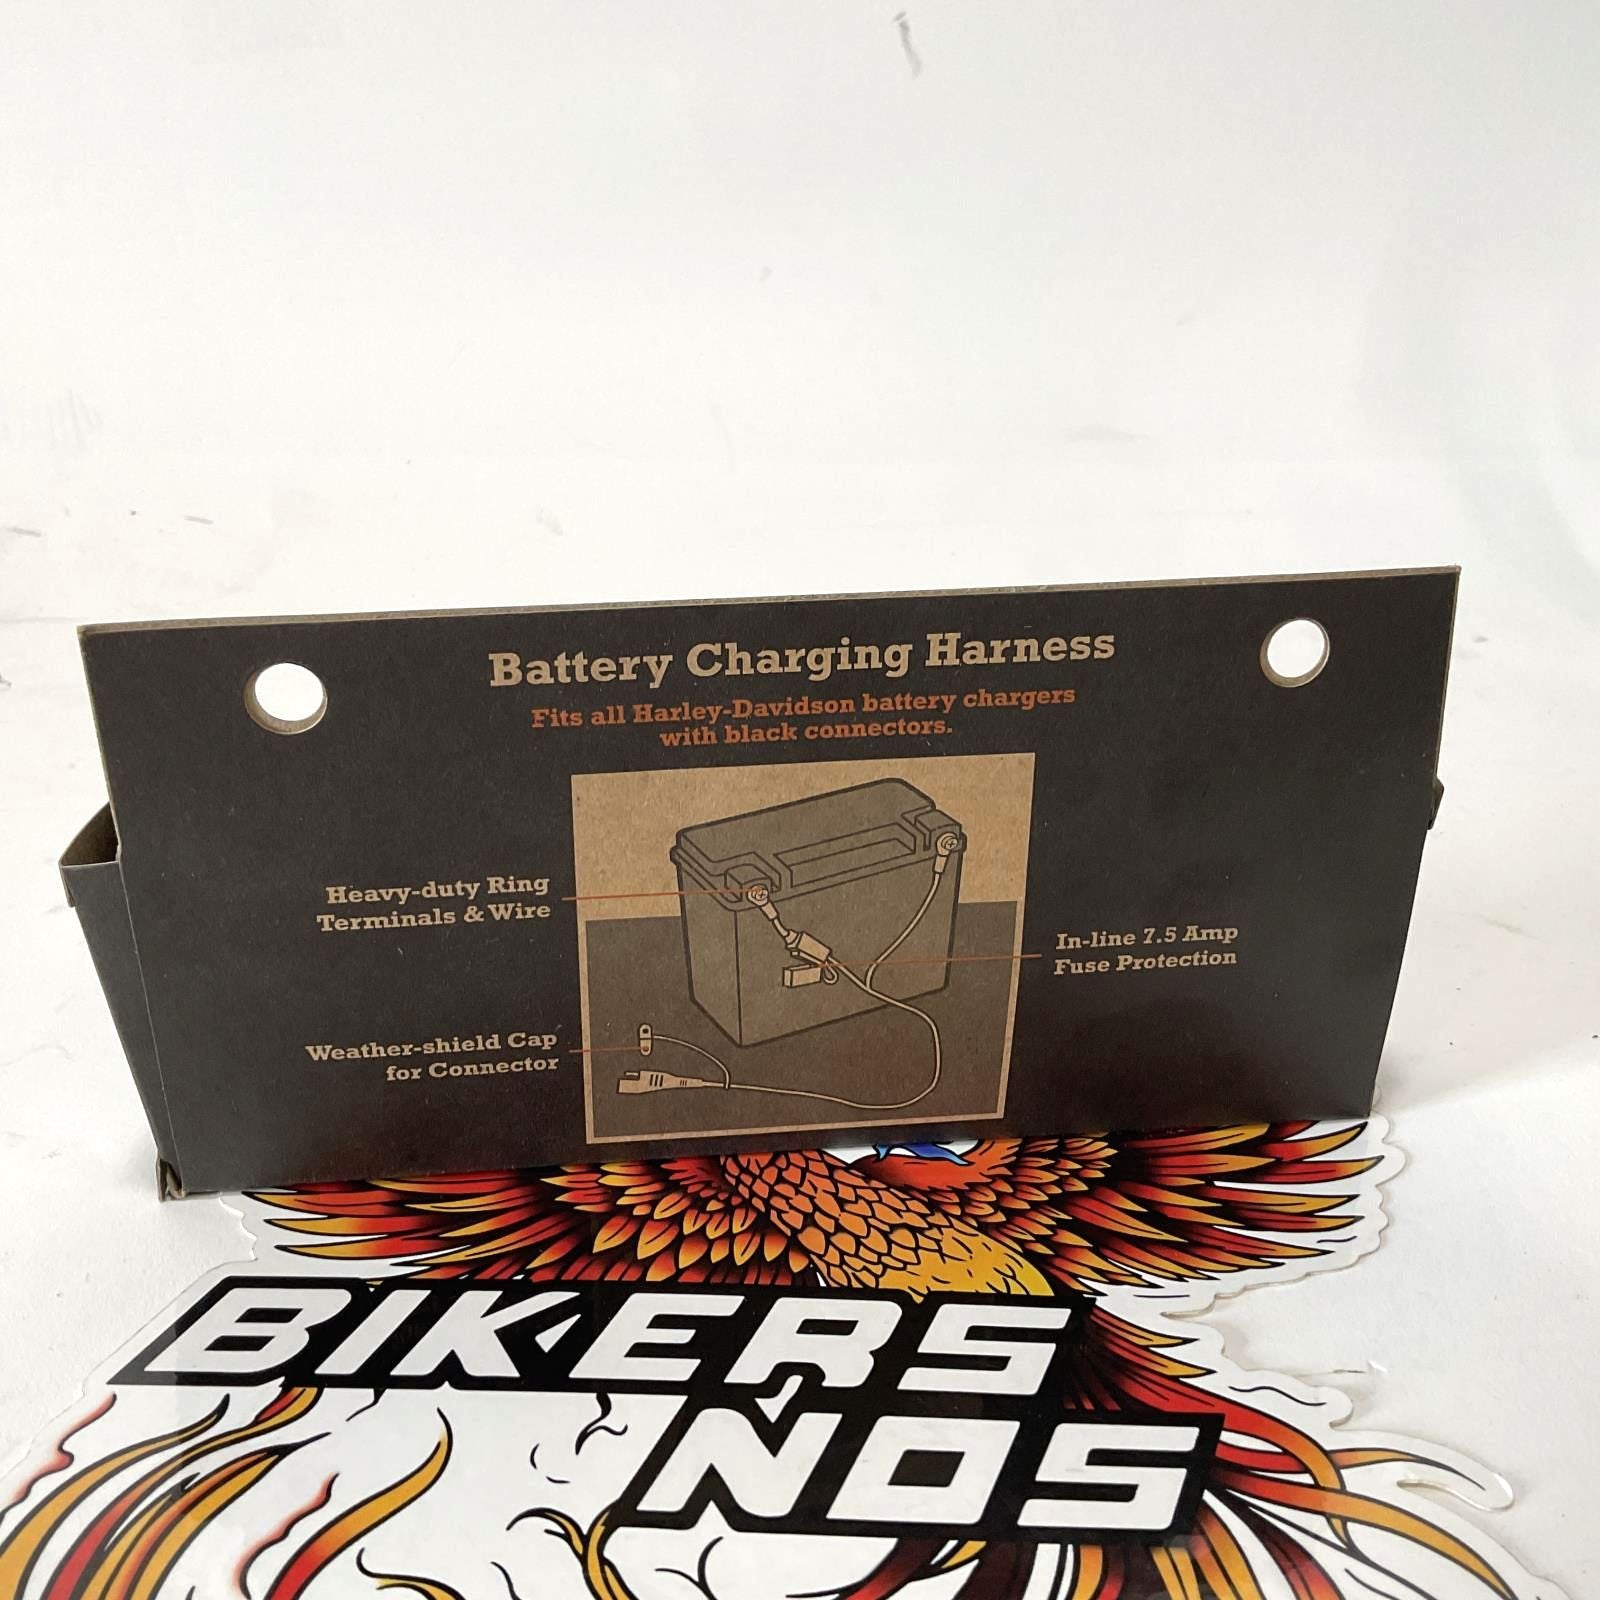 Battery Charging Harness
Fits all Harley-Davidson battery chargers
with black connectors.
Heavy-duty Ring
Terminals & Wire
In-line 7.5 Amp
Fuse Protection
Weather-shield Cap
for Connector
BIKERS
NOS